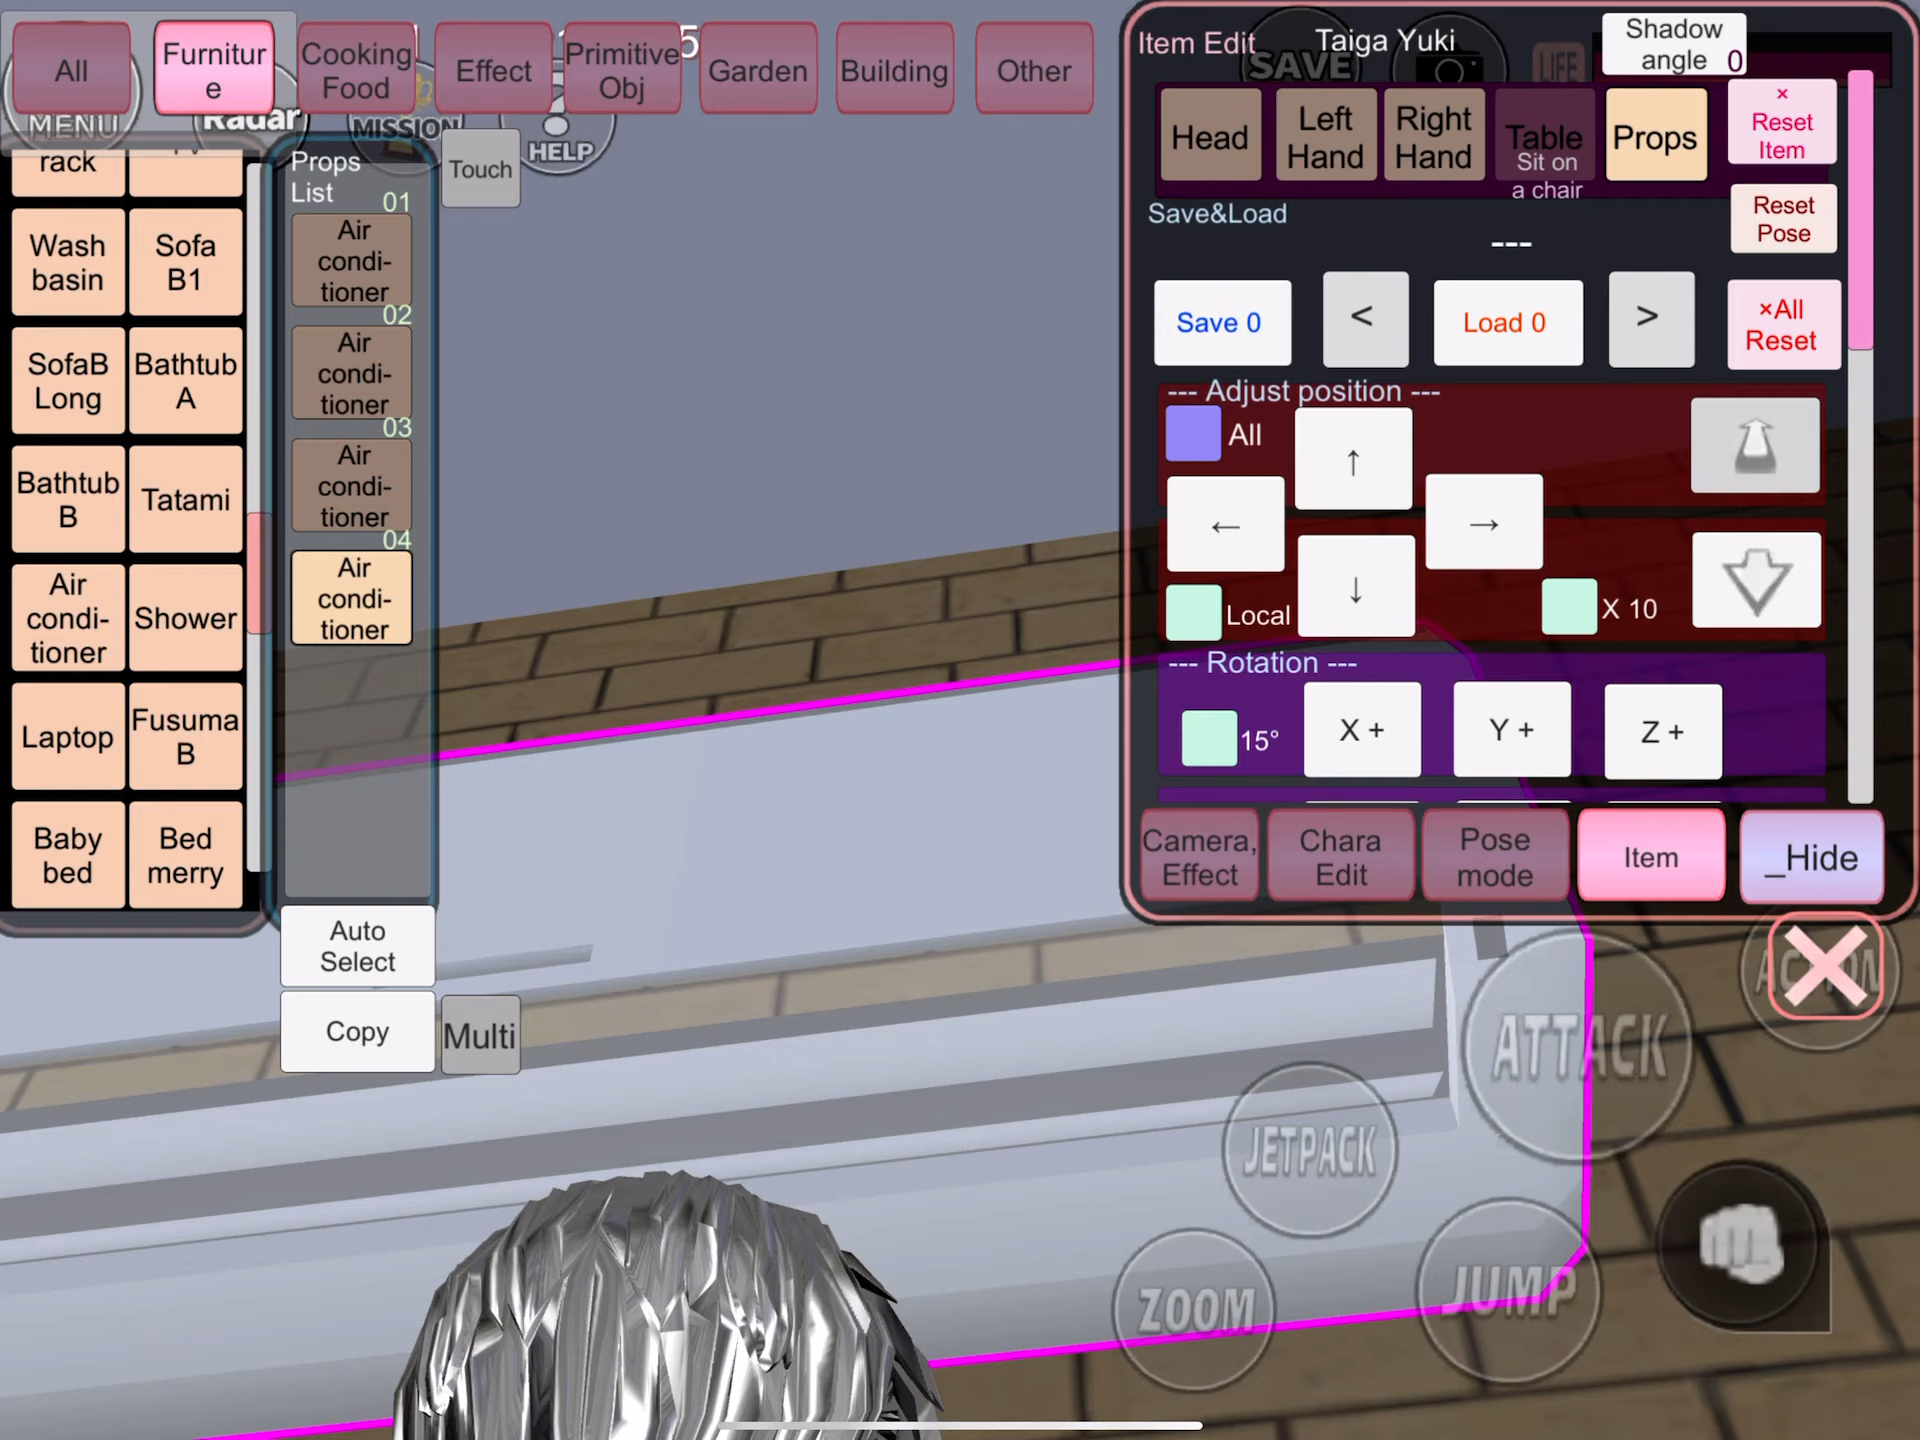 All
Furnitur
e
Cooking
Food
Effect
Primitive
Obj
5
Garden
Building
Other
MENU
Radar
MISSION
HELP
rack
Wash
basin
Sofa
B1
SofaB
Long
Bathtub
A
Bathtub
B
Tatami
Air
condi-
tioner
Shower
Laptop
Fusuma
B
Baby
bed
Bed
merry
Props
List
01
Air
condi-
tioner
02
Air
condi-
tioner
03
Air
condi-
tioner
04
Air
condi-
tioner
Touch
Auto
Select
Copy
Multi
Item Edit
Taiga Yuki
SAVE
LIFE
Shadow
angle 0
Head
Left
Hand
Right
Hand
Table
Sit on
a chair
Props
×
Reset
Item
Reset
Pose
Save&Load
---
Save 0
<
Load 0
>
×All
Reset
--- Adjust position ---
All
↑
←
→
↓
Local
X 10
--- Rotation ---
15°
X +
Y +
Z +
Camera,
Effect
Chara
Edit
Pose
mode
Item
_Hide
ACTION
ATTACK
JETPACK
ZOOM
JUMP